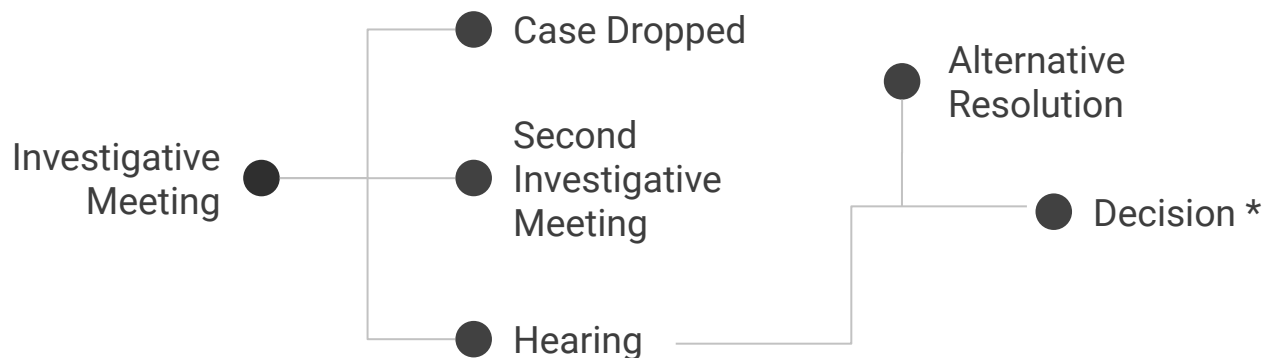 Investigative
Meeting
Case Dropped
Second
Investigative
Meeting
Hearing
Alternative
Resolution
Decision *